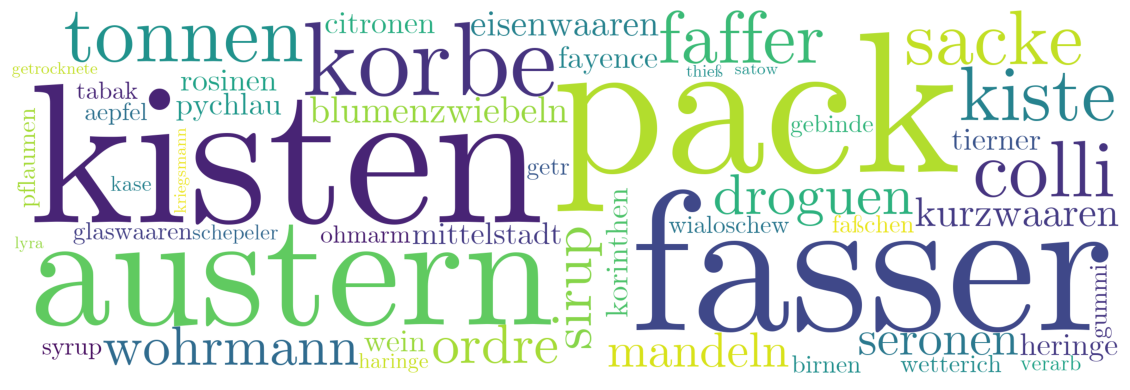 tonnen
citronen
eisenwaaren
faffer
sacke
korbe
getrocknete
rosinen
fayence
thieß
satow
kiste
tabak
aepfel
pychlau
blumenzwiebeln
pack
gebinde
tierner
pflaumen
kisten
kriegsmann
kase
getr
colli
droguen
kurzwaaren
glaswaaren
schepeler
ohmarm
mittelstadt
korinthen
wialoschew
faßchen
lyra
austern
sirup
fasser
gummi
syrup
wohrmann
wein
haringe
ordre
mandeln
birnen
seronen
wetterich
heringe
verarb